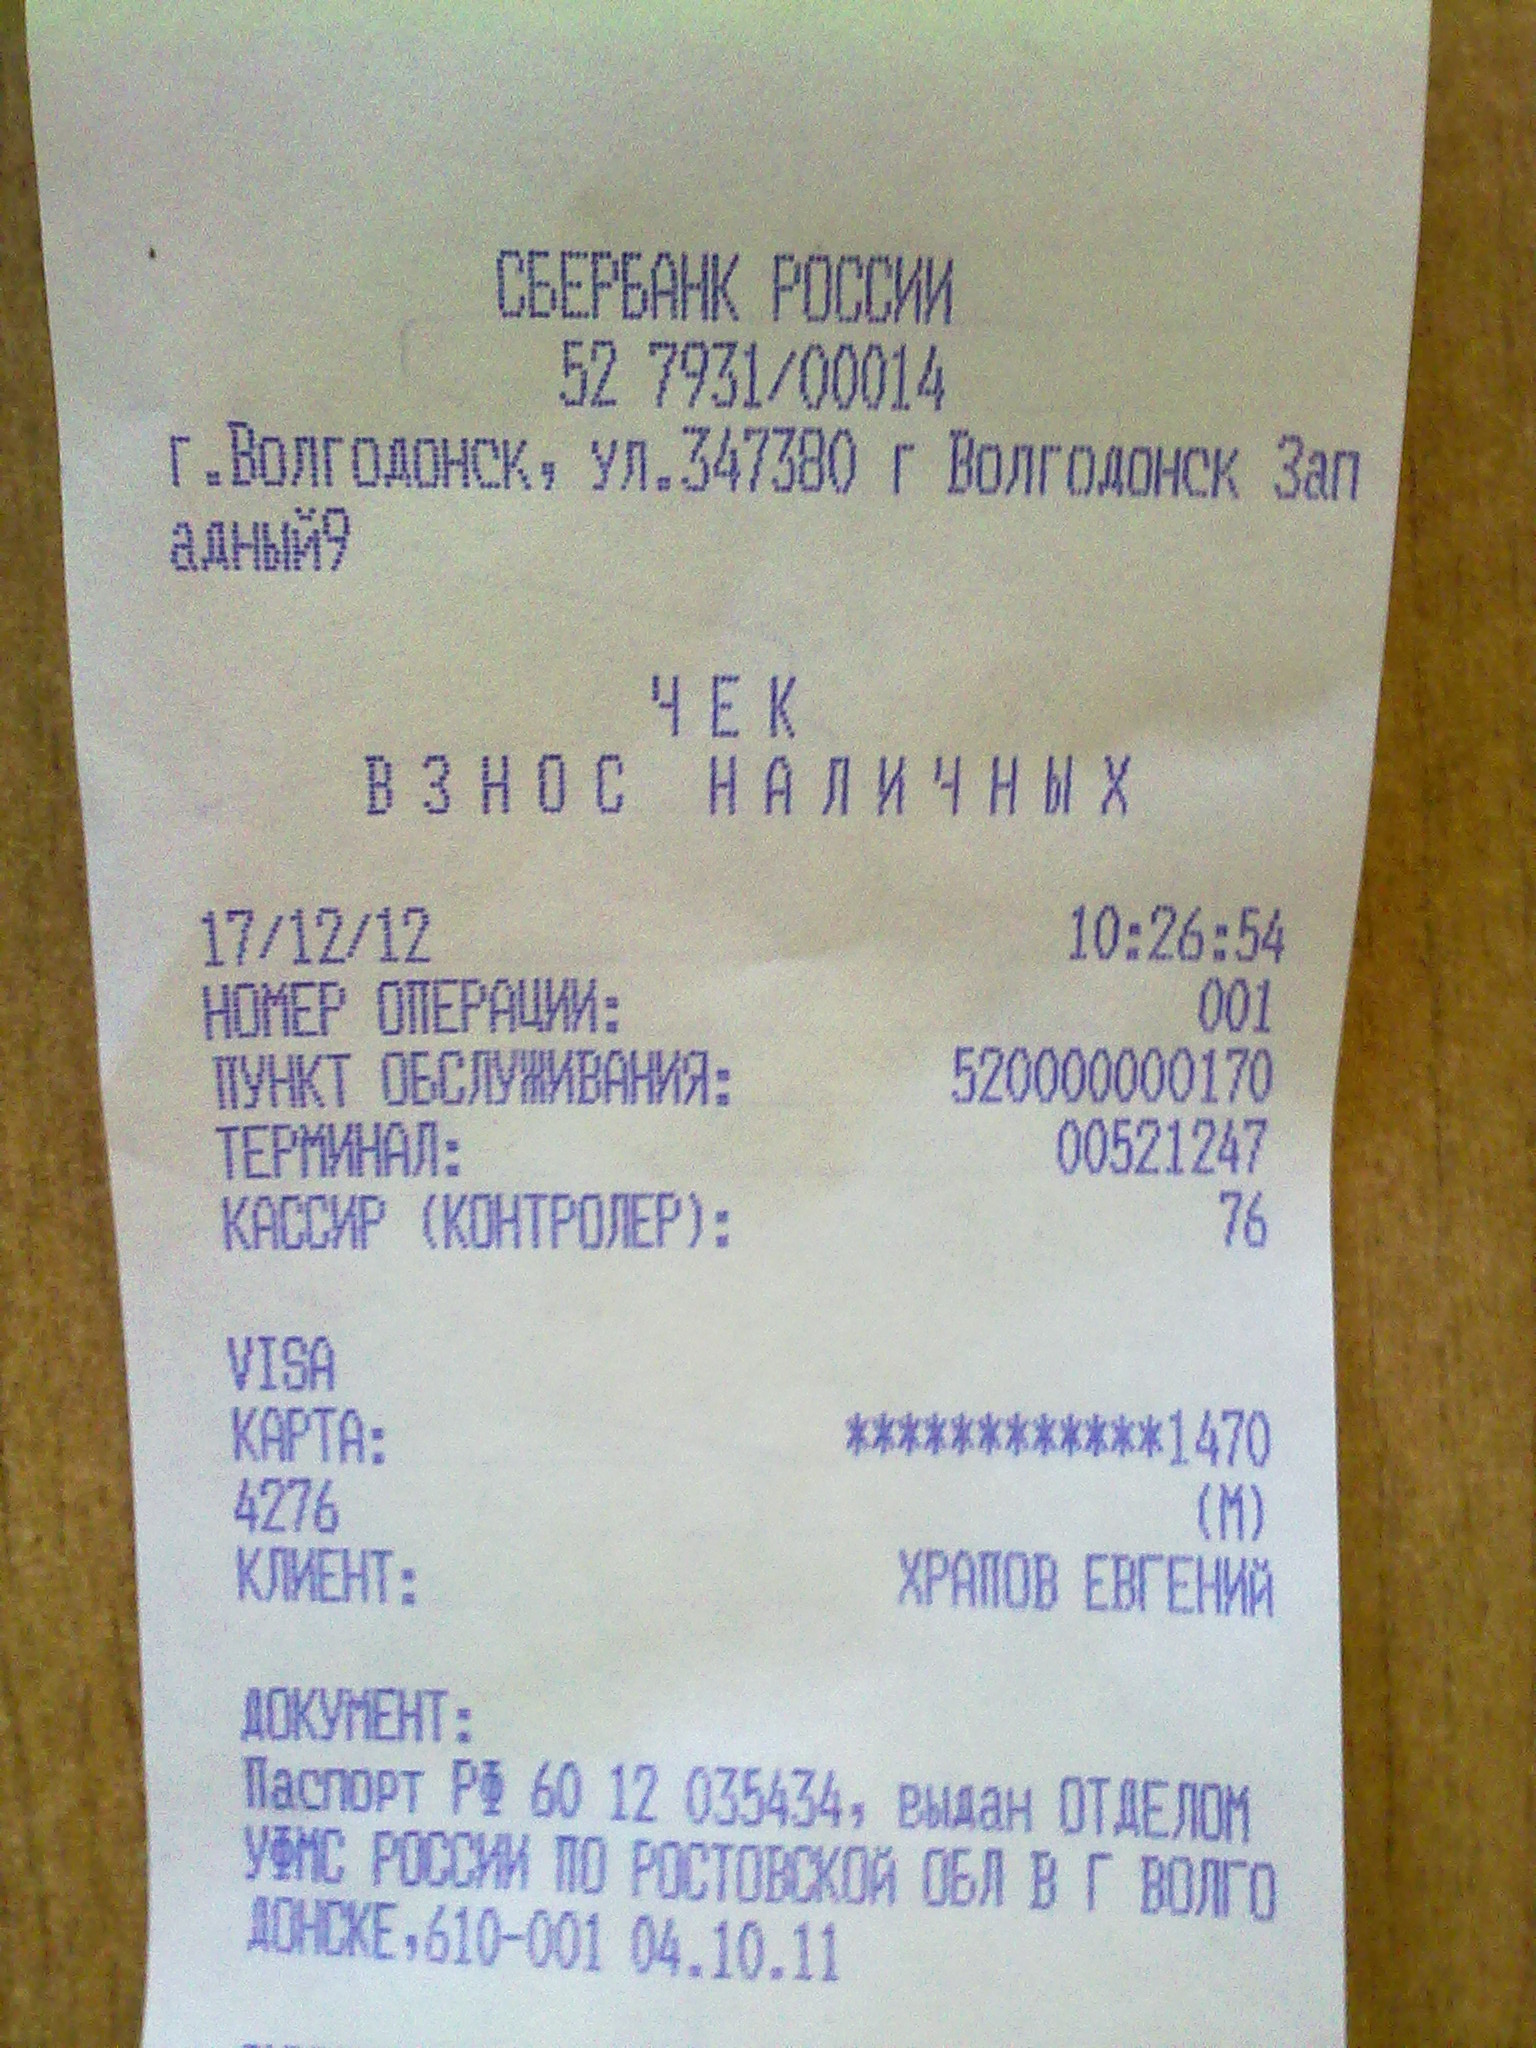 СБЕРБАНК РОССИИ
52 7931/00014
г.Волгодонск, ул.347380 г Волгодонск Зап
адный9
ЧЕК
ВЗНОС НАЛИЧНЫХ
17/12/12 10:26:54
НОМЕР ОПЕРАЦИИ: 001
ПУНКТ ОБСЛУЖИВАНИЯ: 520000000170
ТЕРМИНАЛ: 00521247
КАССИР (КОНТРОЛЕР): 76
VISA
КАРТА: ************1470
4276 (М)
КЛИЕНТ: ХРАПОВ ЕВГЕНИЙ
ДОКУМЕНТ:
Паспорт РФ 60 12 035434, выдан ОТДЕЛОМ
УФМС РОССИИ ПО РОСТОВСКОЙ ОБЛ В Г ВОЛГО
ДОНСКЕ,610-001 04.10.11